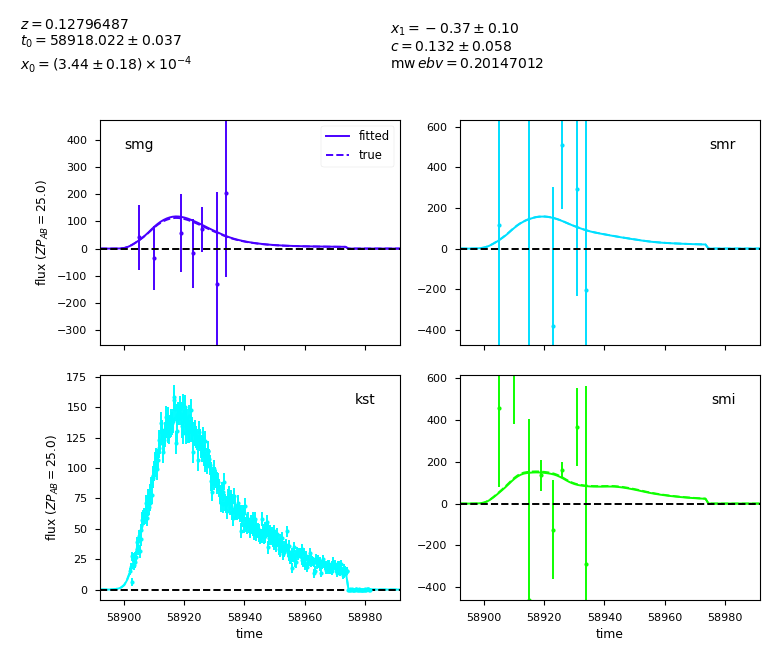 z = 0.12796487
t₀ = 58918.022 ± 0.037
x₀ = (3.44 ± 0.18) × 10⁻⁴
x₁ = −0.37 ± 0.10
c = 0.132 ± 0.058
mw ebv = 0.20147012
smg
fitted
true
400
300
200
100
0
−100
−200
−300
flux (ZP_AB = 25.0)
smr
600
400
200
0
−200
−400
kst
175
150
125
100
75
50
25
0
flux (ZP_AB = 25.0)
58900 58920 58940 58960 58980
time
smi
600
400
200
0
−200
−400
58900 58920 58940 58960 58980
time